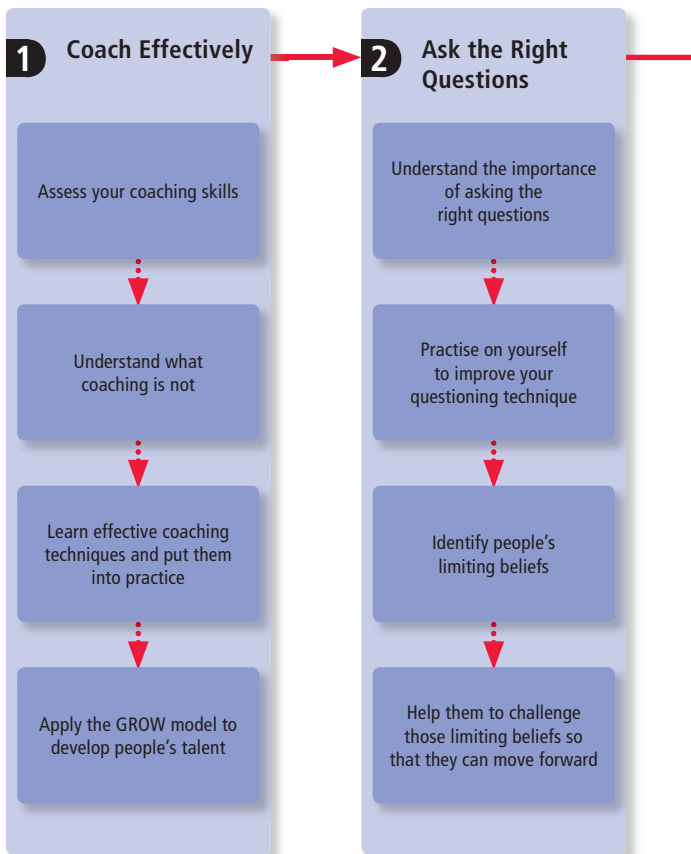 1
Coach Effectively
Assess your coaching skills
Understand what
coaching is not
Learn effective coaching
techniques and put them
into practice
Apply the GROW model to
develop people's talent
2
Ask the Right
Questions
Understand the importance
of asking the
right questions
Practise on yourself
to improve your
questioning technique
Identify people's
limiting beliefs
Help them to challenge
those limiting beliefs so
that they can move forward